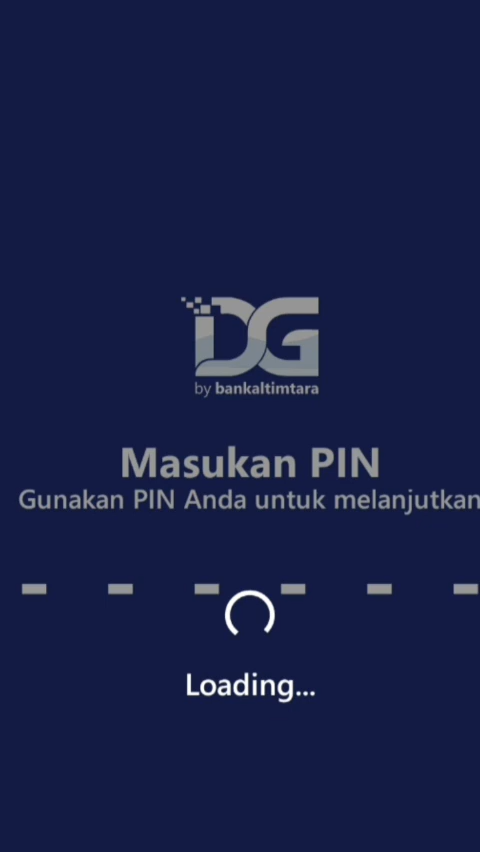 DG
by bankaltimtara
Masukan PIN
Gunakan PIN Anda untuk melanjutkan
Loading...